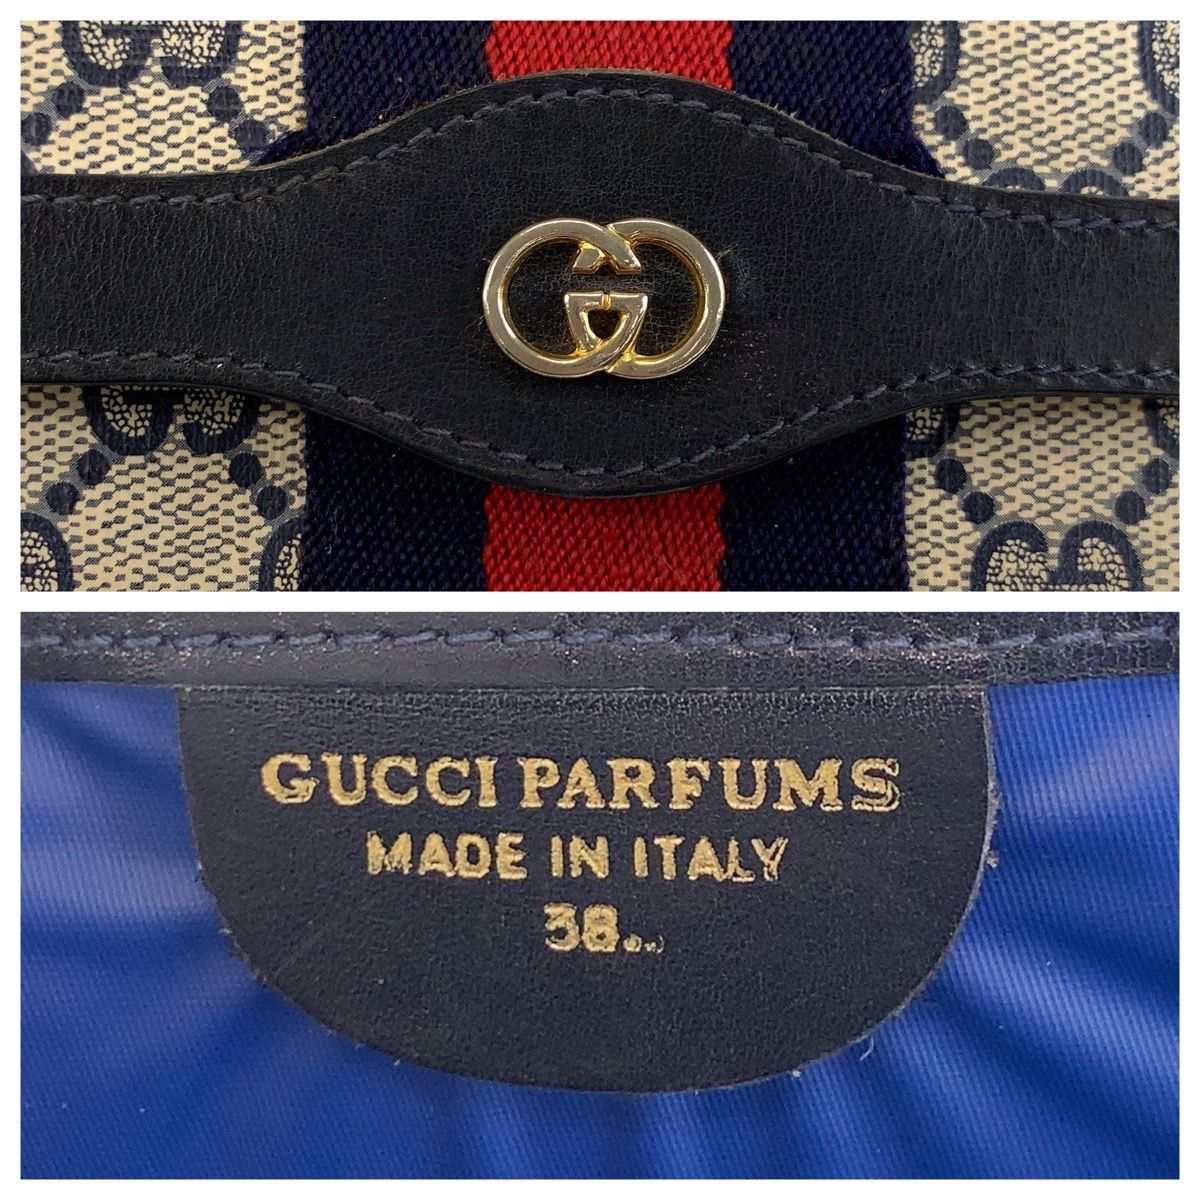 GUCCI PARFUMS
MADE IN ITALY
38...